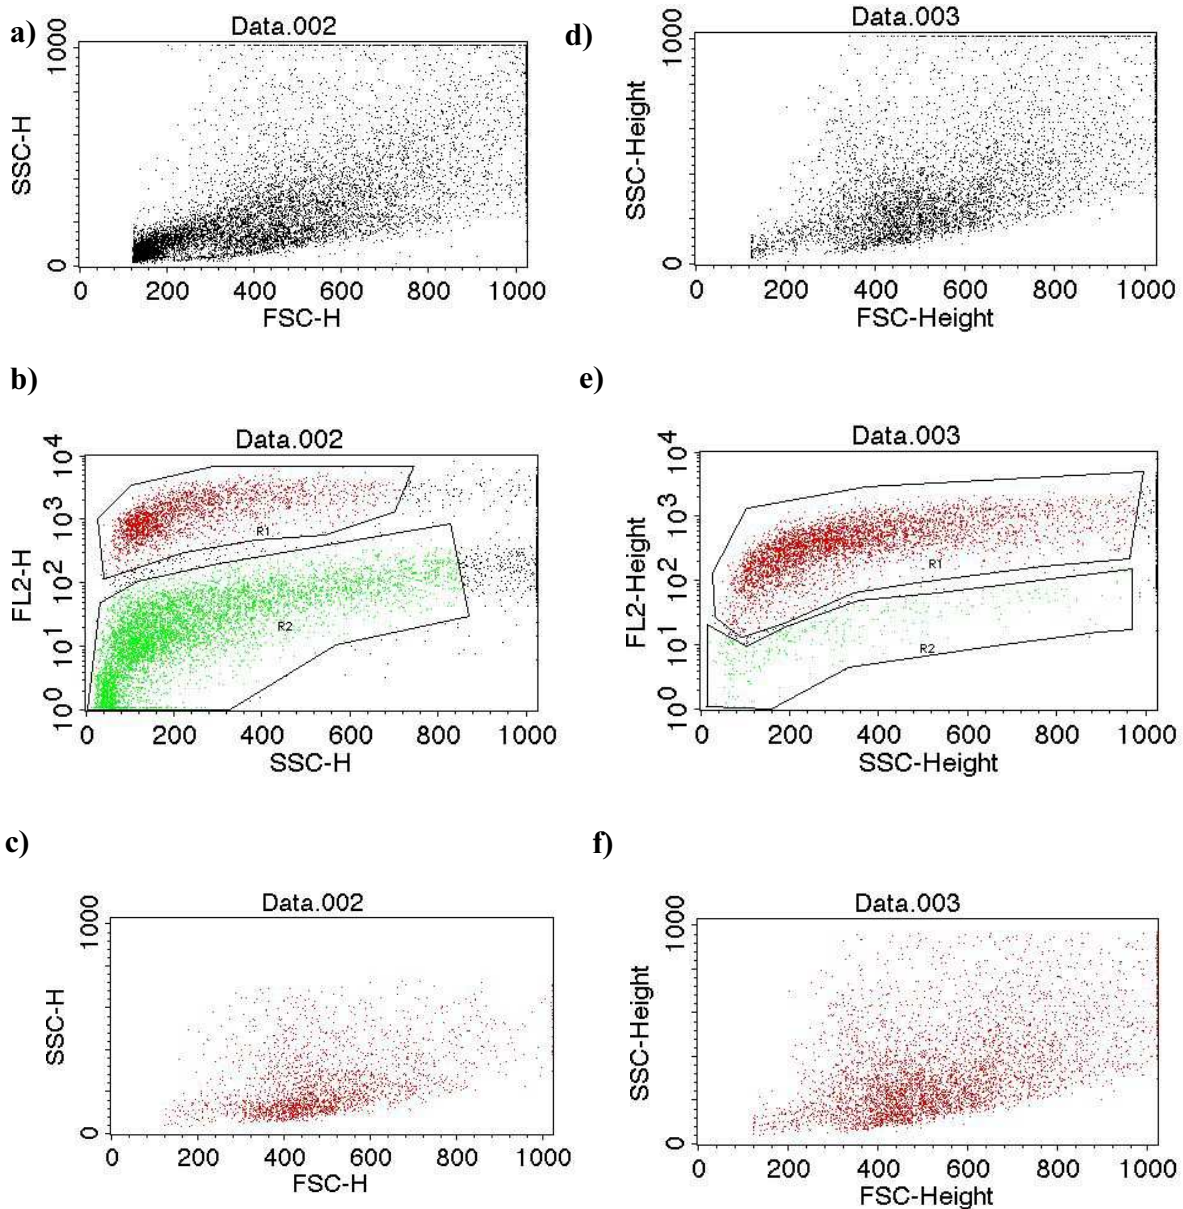 a)
Data.002
SSC-H
1000
0
0 200 400 600 800 1000
FSC-H
d)
Data.003
SSC-Height
1000
0
0 200 400 600 800 1000
FSC-Height
b)
Data.002
FL2-H
10^4
10^3
10^2
10^1
10^0
R1
R2
0 200 400 600 800 1000
SSC-H
e)
Data.003
FL2-Height
10^4
10^3
10^2
10^1
10^0
R1
R2
0 200 400 600 800 1000
SSC-Height
c)
Data.002
SSC-H
1000
0
0 200 400 600 800 1000
FSC-H
f)
Data.003
SSC-Height
1000
0
0 200 400 600 800 1000
FSC-Height